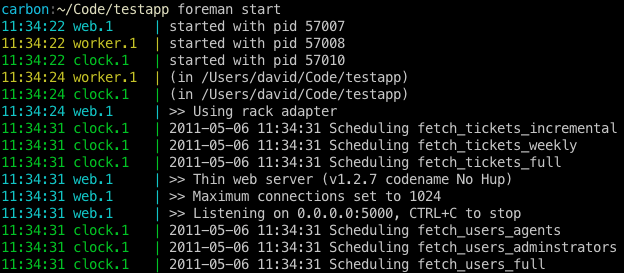 carbon:~/Code/testapp foreman start
11:34:22 web.1 | started with pid 57007
11:34:22 worker.1 | started with pid 57008
11:34:22 clock.1 | started with pid 57010
11:34:24 worker.1 | (in /Users/david/Code/testapp)
11:34:24 clock.1 | (in /Users/david/Code/testapp)
11:34:24 web.1 | >> Using rack adapter
11:34:31 clock.1 | 2011-05-06 11:34:31 Scheduling fetch_tickets_incremental
11:34:31 clock.1 | 2011-05-06 11:34:31 Scheduling fetch_tickets_weekly
11:34:31 clock.1 | 2011-05-06 11:34:31 Scheduling fetch_tickets_full
11:34:31 web.1 | >> Thin web server (v1.2.7 codename No Hup)
11:34:31 web.1 | >> Maximum connections set to 1024
11:34:31 web.1 | >> Listening on 0.0.0.0:5000, CTRL+C to stop
11:34:31 clock.1 | 2011-05-06 11:34:31 Scheduling fetch_users_agents
11:34:31 clock.1 | 2011-05-06 11:34:31 Scheduling fetch_users_adminstrators
11:34:31 clock.1 | 2011-05-06 11:34:31 Scheduling fetch_users_full